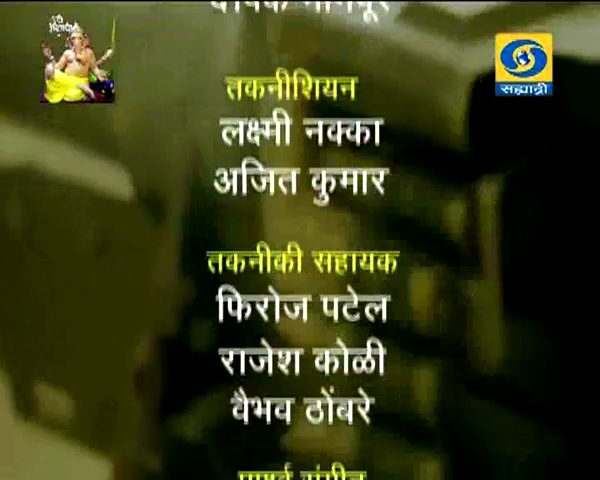 तकनीशियन
लक्ष्मी नक्का
अजित कुमार
सह्याद्री
तकनीकी सहायक
फिरोज पटेल
राजेश कोळी
वैभव ठोंबरे
पार्श्व संगीत